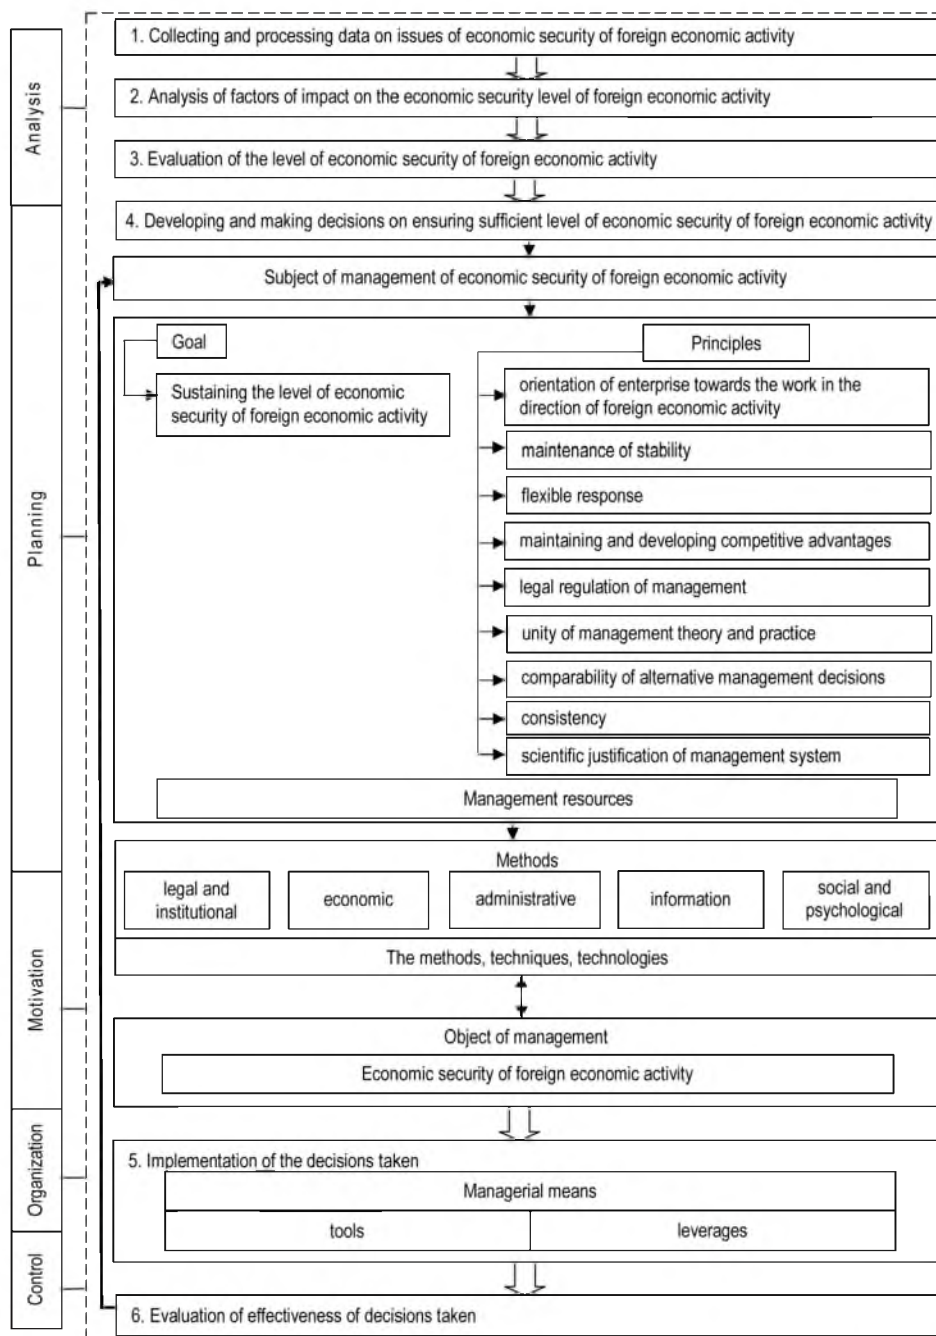 Analysis
1. Collecting and processing data on issues of economic security of foreign economic activity
2. Analysis of factors of impact on the economic security level of foreign economic activity
3. Evaluation of the level of economic security of foreign economic activity
Planning
4. Developing and making decisions on ensuring sufficient level of economic security of foreign economic activity
Subject of management of economic security of foreign economic activity
Goal
Sustaining the level of economic
security of foreign economic activity
Principles
orientation of enterprise towards the work in the
direction of foreign economic activity
maintenance of stability
flexible response
maintaining and developing competitive advantages
legal regulation of management
unity of management theory and practice
comparability of alternative management decisions
consistency
scientific justification of management system
Management resources
Motivation
Methods
legal and
institutional
economic
administrative
information
social and
psychological
The methods, techniques, technologies
Object of management
Economic security of foreign economic activity
Organization
5. Implementation of the decisions taken
Managerial means
tools
leverages
Control
6. Evaluation of effectiveness of decisions taken